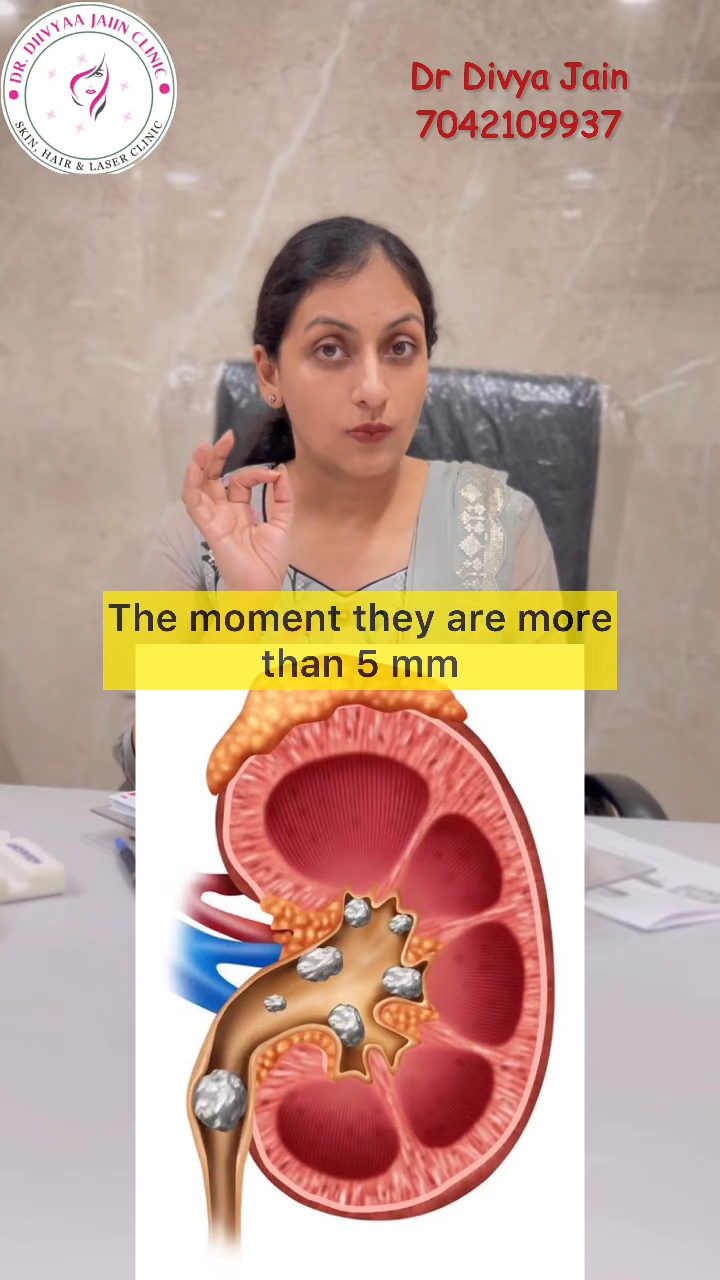 DR. DIIVYAA JAIIN CLINIC
SKIN, HAIR & LASER CLINIC
Dr Divya Jain
7042109937
The moment they are more
than 5 mm